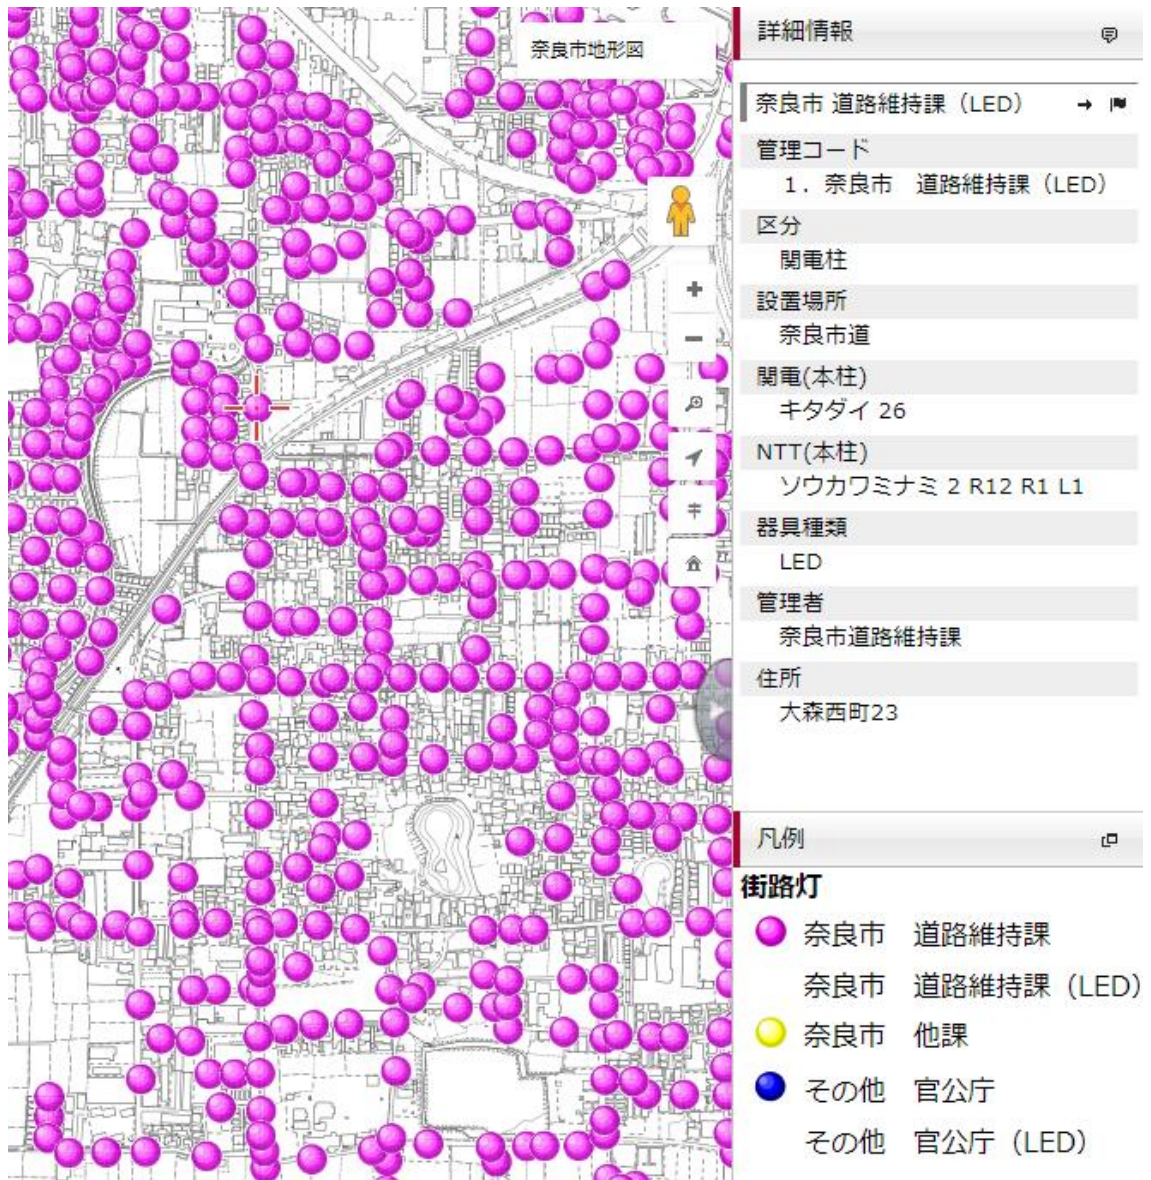 奈良市地形図
詳細情報
奈良市 道路維持課（LED）
管理コード
1．奈良市　道路維持課（LED）
区分
関電柱
設置場所
奈良市道
関電(本柱)
キタダイ 26
NTT(本柱)
ソウカワミナミ 2 R12 R1 L1
器具種類
LED
管理者
奈良市道路維持課
住所
大森西町23
凡例
街路灯
奈良市　道路維持課
奈良市　道路維持課（LED）
奈良市　他課
その他　官公庁
その他　官公庁（LED）